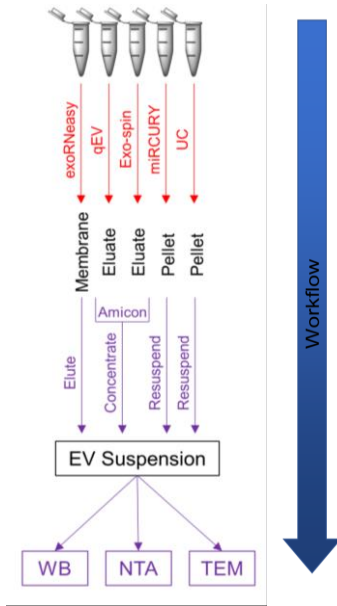 exoRNeasy
qEV
Exo-spin
miRCURY
UC
Membrane
Eluate
Eluate
Pellet
Pellet
Amicon
Elute
Concentrate
Resuspend
Resuspend
EV Suspension
WB
NTA
TEM
Workflow